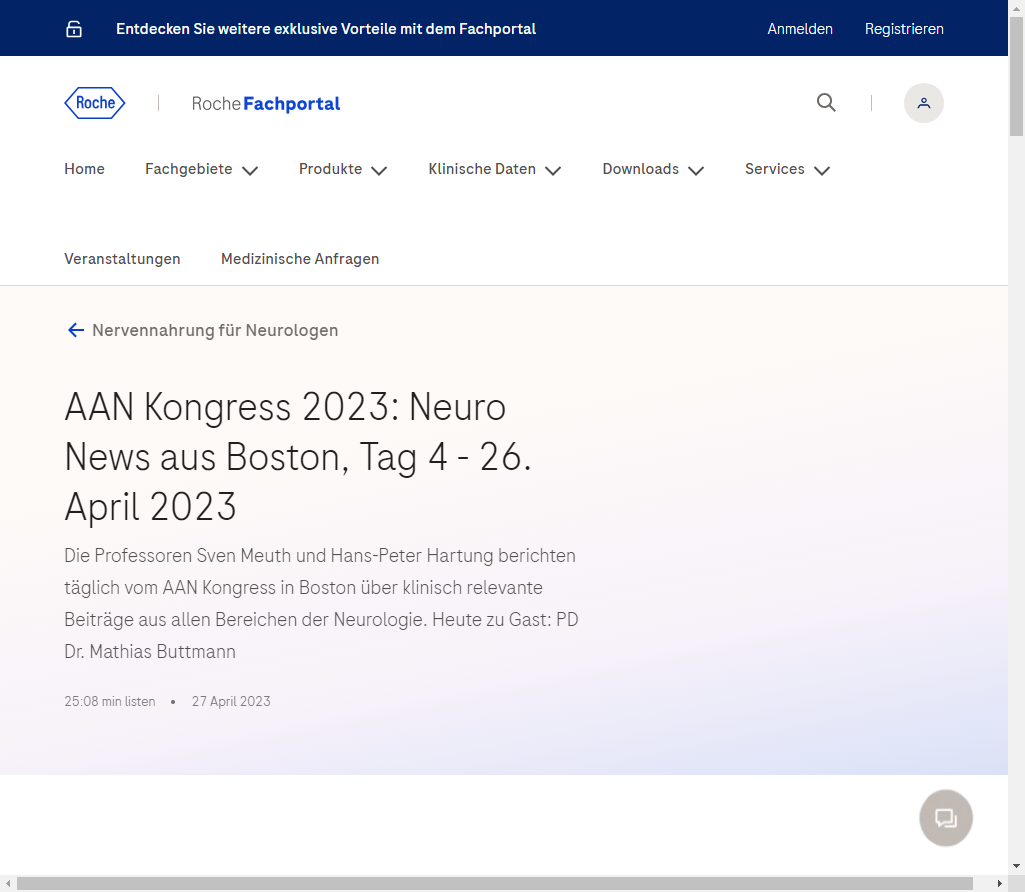 Entdecken Sie weitere exklusive Vorteile mit dem Fachportal
Anmelden
Registrieren
Roche
Roche Fachportal
Home
Fachgebiete
Produkte
Klinische Daten
Downloads
Services
Veranstaltungen
Medizinische Anfragen
Nervennahrung für Neurologen
AAN Kongress 2023: Neuro
News aus Boston, Tag 4 - 26.
April 2023
Die Professoren Sven Meuth und Hans-Peter Hartung berichten
täglich vom AAN Kongress in Boston über klinisch relevante
Beiträge aus allen Bereichen der Neurologie. Heute zu Gast: PD
Dr. Mathias Buttmann
25:08 min listen • 27 April 2023